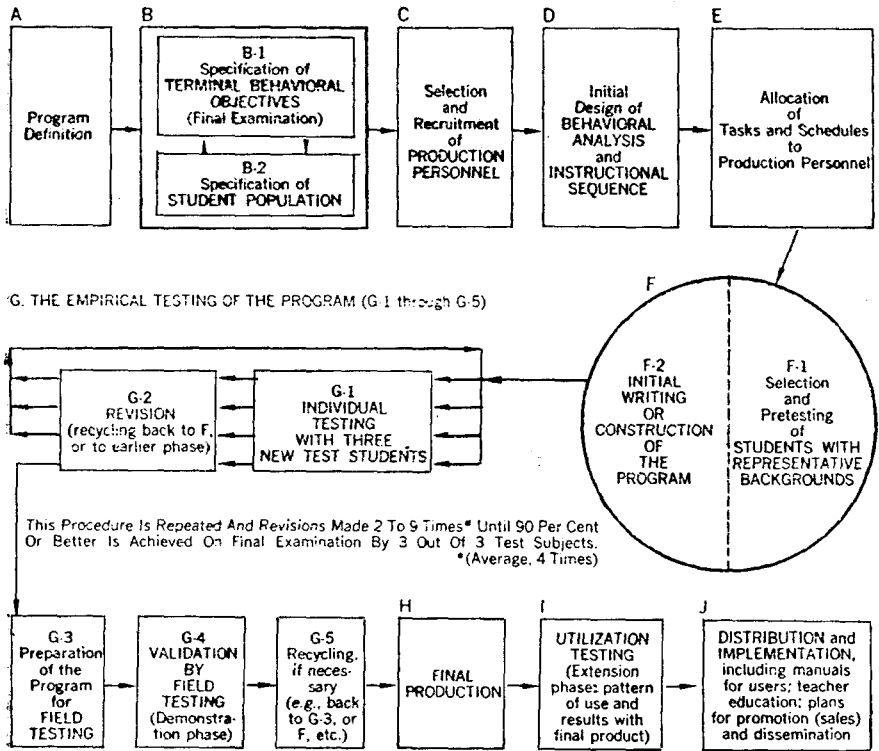 A
Program
Definition
B
B-1
Specification of
TERMINAL BEHAVIORAL
OBJECTIVES
(Final Examination)
B-2
Specification of
STUDENT POPULATION
C
Selection
and
Recruitment
of
PRODUCTION
PERSONNEL
D
Initial
Design of
BEHAVIORAL
ANALYSIS
and
INSTRUCTIONAL
SEQUENCE
E
Allocation
of
Tasks and Schedules
to
Production Personnel
F
F-2
INITIAL
WRITING
OR
CONSTRUCTION
OF
THE
PROGRAM
F-1
Selection
and
Pretesting
of
STUDENTS WITH
REPRESENTATIVE
BACKGROUNDS
G. THE EMPIRICAL TESTING OF THE PROGRAM (G-1 through G-5)
G-1
INDIVIDUAL
TESTING
WITH THREE
NEW TEST STUDENTS
G-2
REVISION
(recycling back to F,
or to earlier phase)
This Procedure Is Repeated And Revisions Made 2 To 9 Times* Until 90 Per Cent
Or Better Is Achieved On Final Examination By 3 Out Of 3 Test Subjects.
*(Average, 4 Times)
G-3
Preparation
of the
Program
for
FIELD
TESTING
G-4
VALIDATION
BY
FIELD
TESTING
(Demonstra-
tion phase)
G-5
Recycling,
if neces-
sary
(e.g., back
to G-3, or
F, etc.)
H
FINAL
PRODUCTION
I
UTILIZATION
TESTING
(Extension
phase: pattern
of use and
results with
final product)
J
DISTRIBUTION and
IMPLEMENTATION,
including manuals
for users; teacher
education; plans
for promotion (sales)
and dissemination